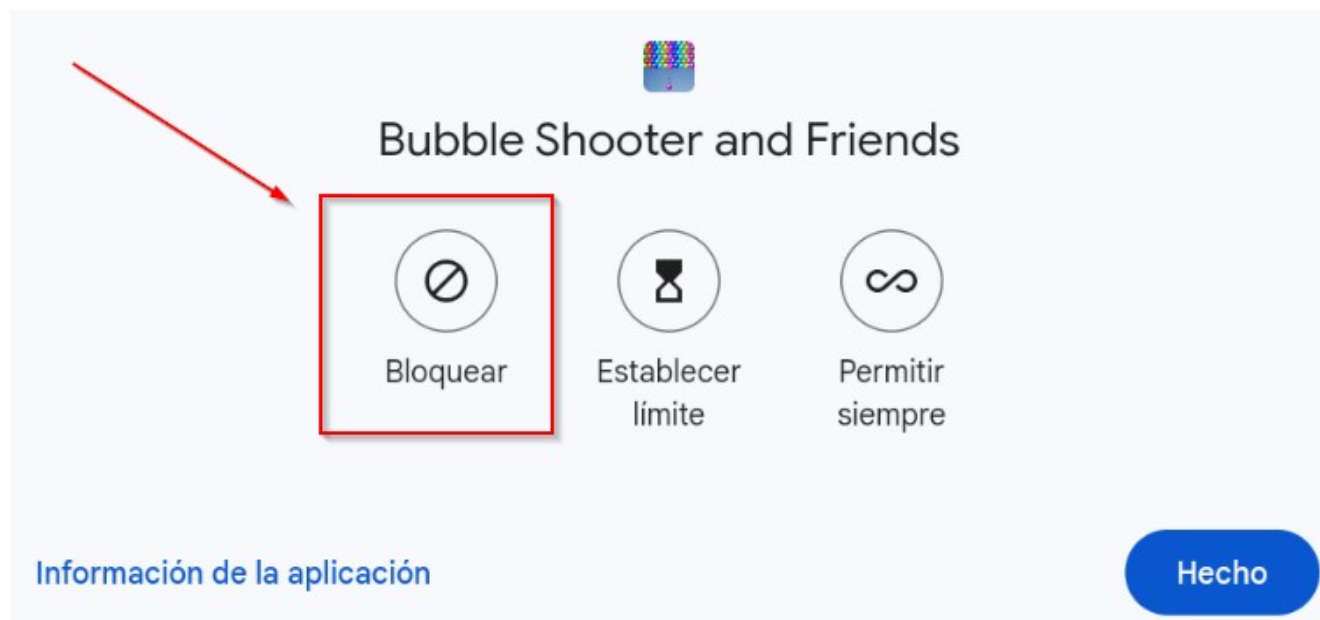 Bubble Shooter and Friends
Bloquear
Establecer
límite
Permitir
siempre
Información de la aplicación
Hecho